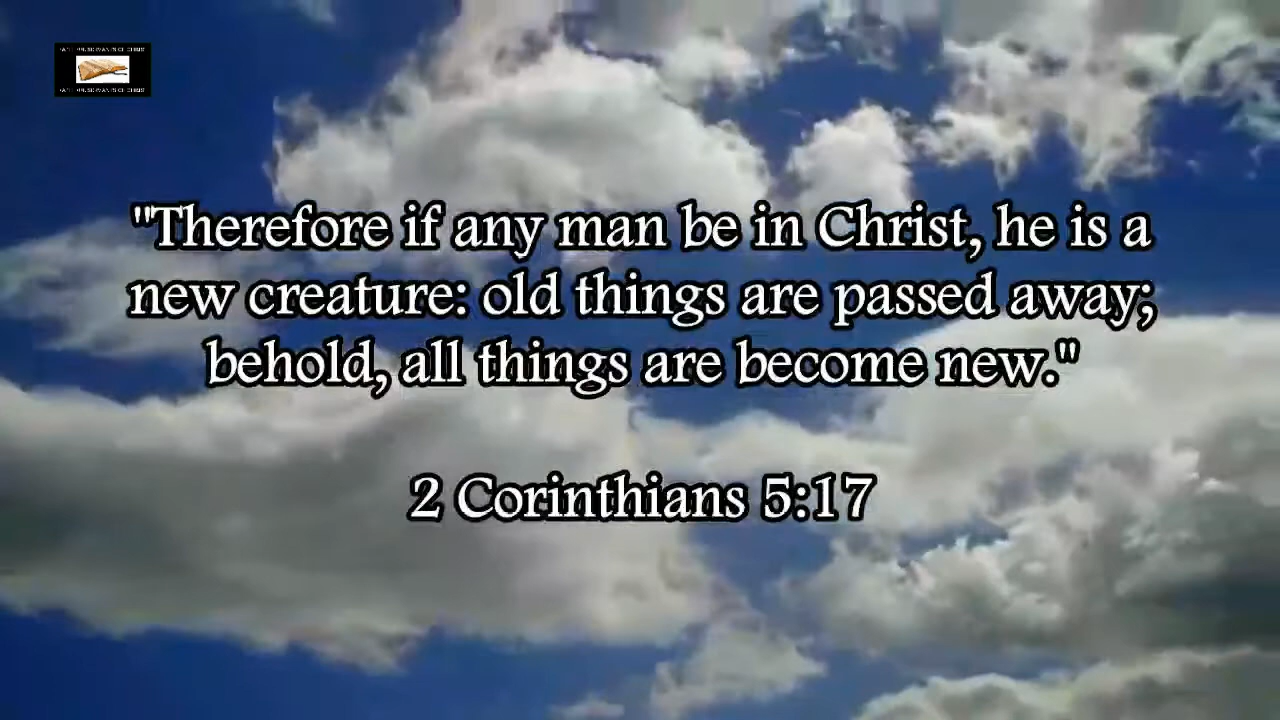 "Therefore if any man be in Christ, he is a
new creature: old things are passed away;
behold, all things are become new."
2 Corinthians 5:17